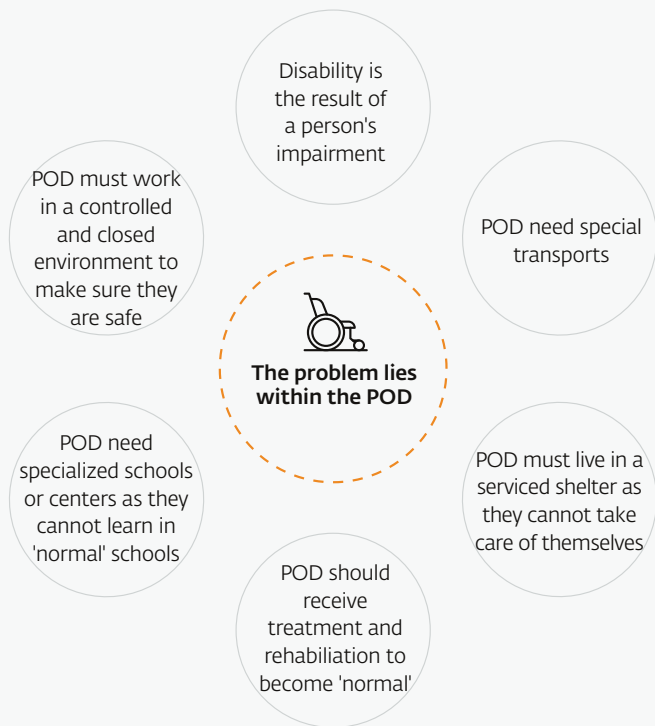 Disability is
the result of
a person's
impairment
POD must work
in a controlled
and closed
environment to
make sure they
are safe
POD need special
transports
The problem lies
within the POD
POD need
specialized schools
or centers as they
cannot learn in
'normal' schools
POD must live in a
serviced shelter as
they cannot take
care of themselves
POD should
receive
treatment and
rehabiliation to
become 'normal'